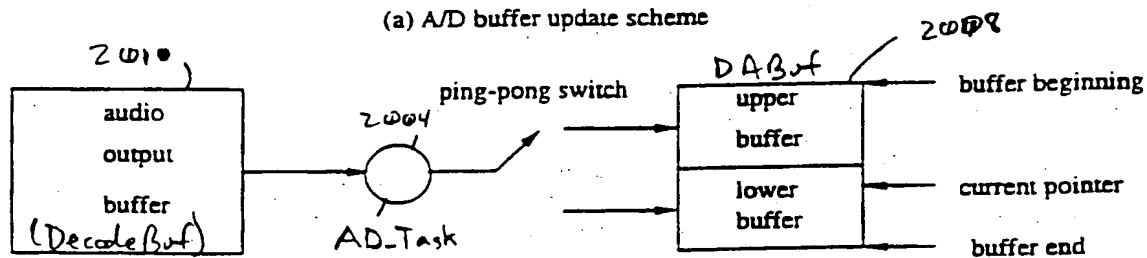 (a) A/D buffer update scheme
2010
2008
DABuf
ping-pong switch
buffer beginning
audio
output
buffer
(DecodeBuf)
2004
AD_Task
upper
buffer
lower
buffer
current pointer
buffer end